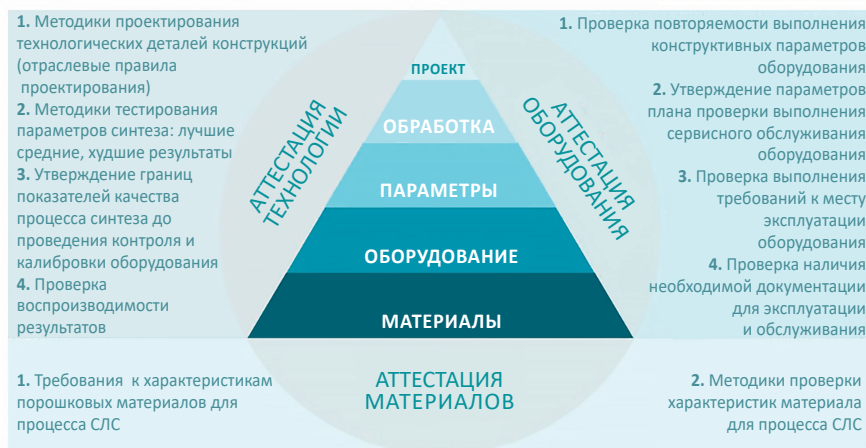 1. Методики проектирования
технологических деталей конструкций
(отраслевые правила
проектирования)
2. Методики тестирования
параметров синтеза: лучшие
средние, худшие результаты
3. Утверждение границ
показателей качества
процесса синтеза до
проведения контроля и
калибровки оборудования
4. Проверка
воспроизводимости
результатов
АТТЕСТАЦИЯ
ТЕХНОЛОГИИ
ПРОЕКТ
ОБРАБОТКА
ПАРАМЕТРЫ
ОБОРУДОВАНИЕ
МАТЕРИАЛЫ
АТТЕСТАЦИЯ
ОБОРУДОВАНИЯ
1. Проверка повторяемости выполнения
конструктивных параметров
оборудования
2. Утверждение параметров
плана проверки выполнения
сервисного обслуживания
оборудования
3. Проверка выполнения
требований к месту
эксплуатации
оборудования
4. Проверка наличия
необходимой документации
для эксплуатации
и обслуживания
1. Требования к характеристикам
порошковых материалов для
процесса СЛС
АТТЕСТАЦИЯ
МАТЕРИАЛОВ
2. Методики проверки
характеристик материала
для процесса СЛС